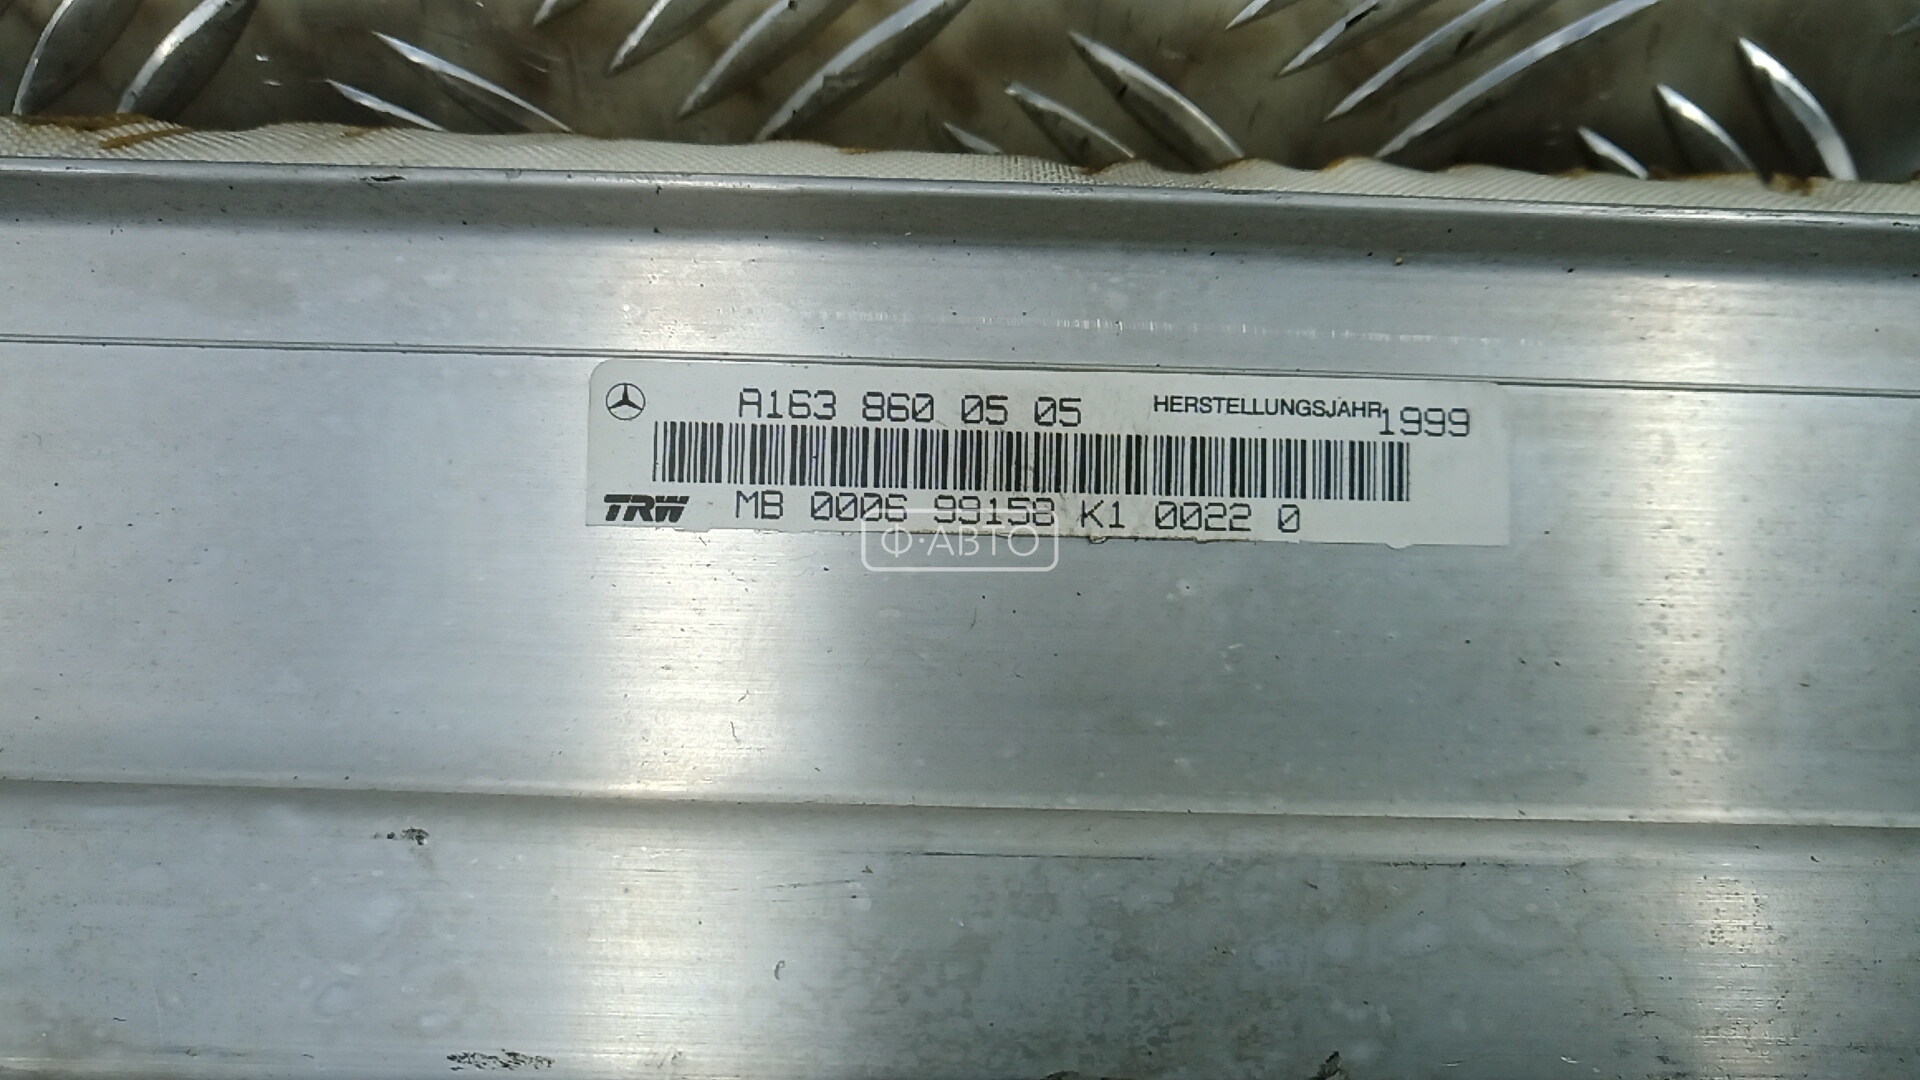 A163 860 05 05 HERSTELLUNGSJAHR 1999
TRW MB 0006 99158 K1 0022 0
Ф·АВТО